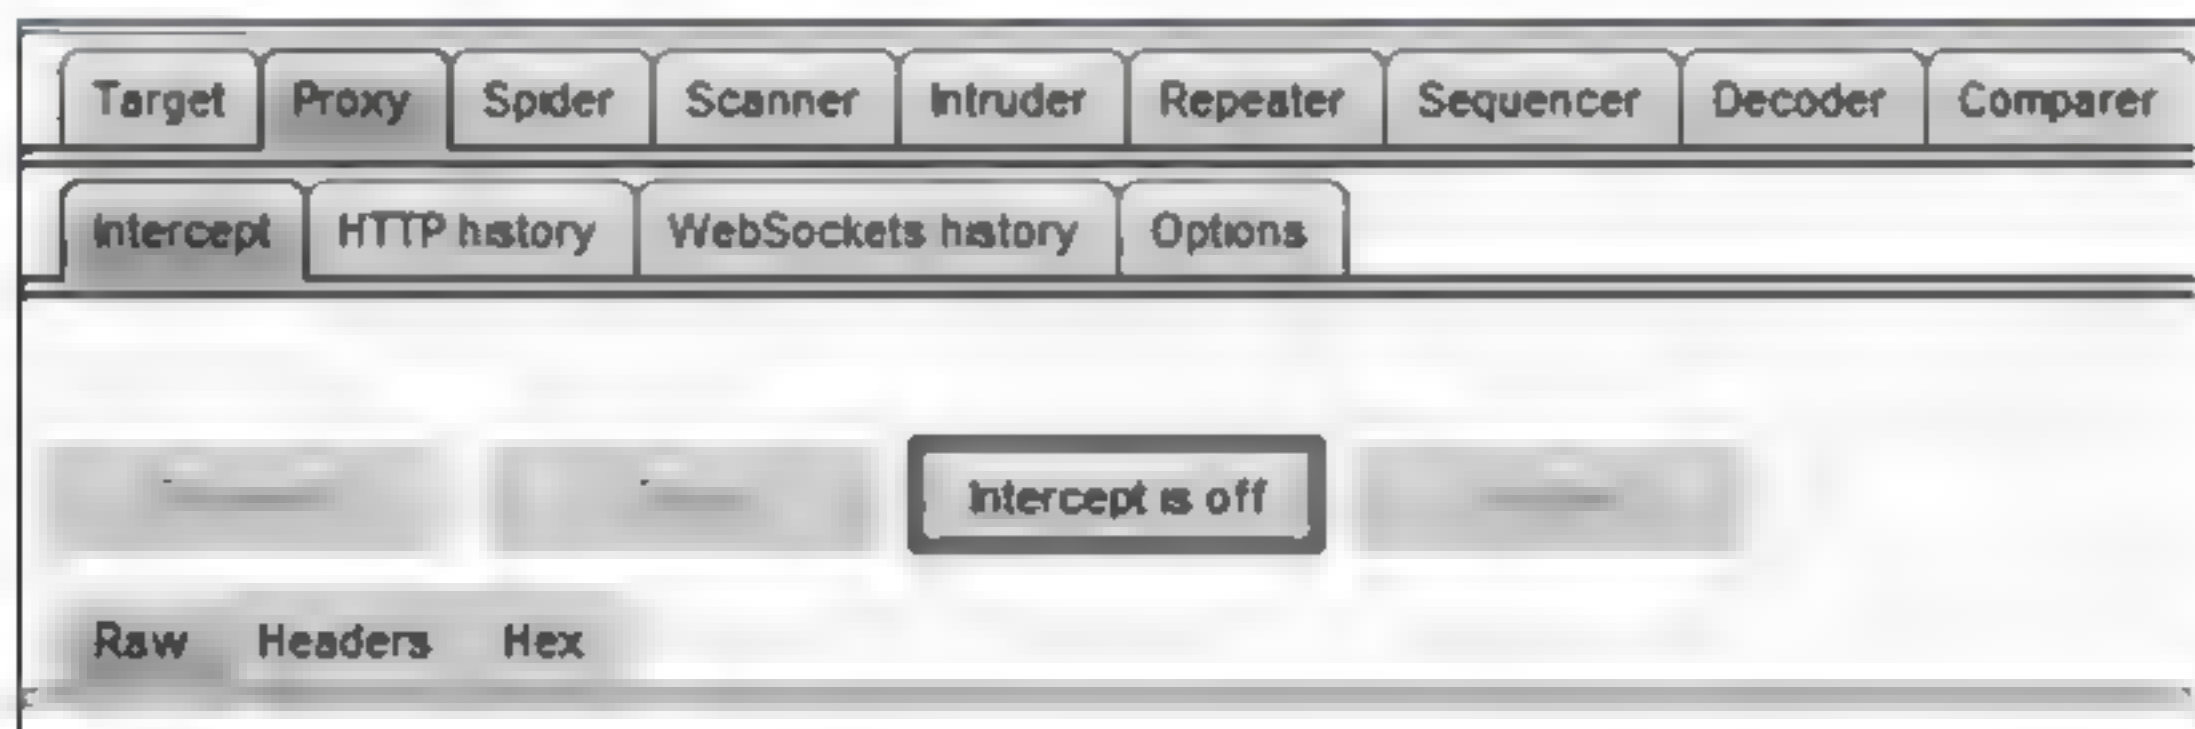 Target Proxy Spider Scanner Intruder Repeater Sequencer Decoder Comparer
Intercept HTTP history WebSockets history Options
Intercept is off
Raw Headers Hex